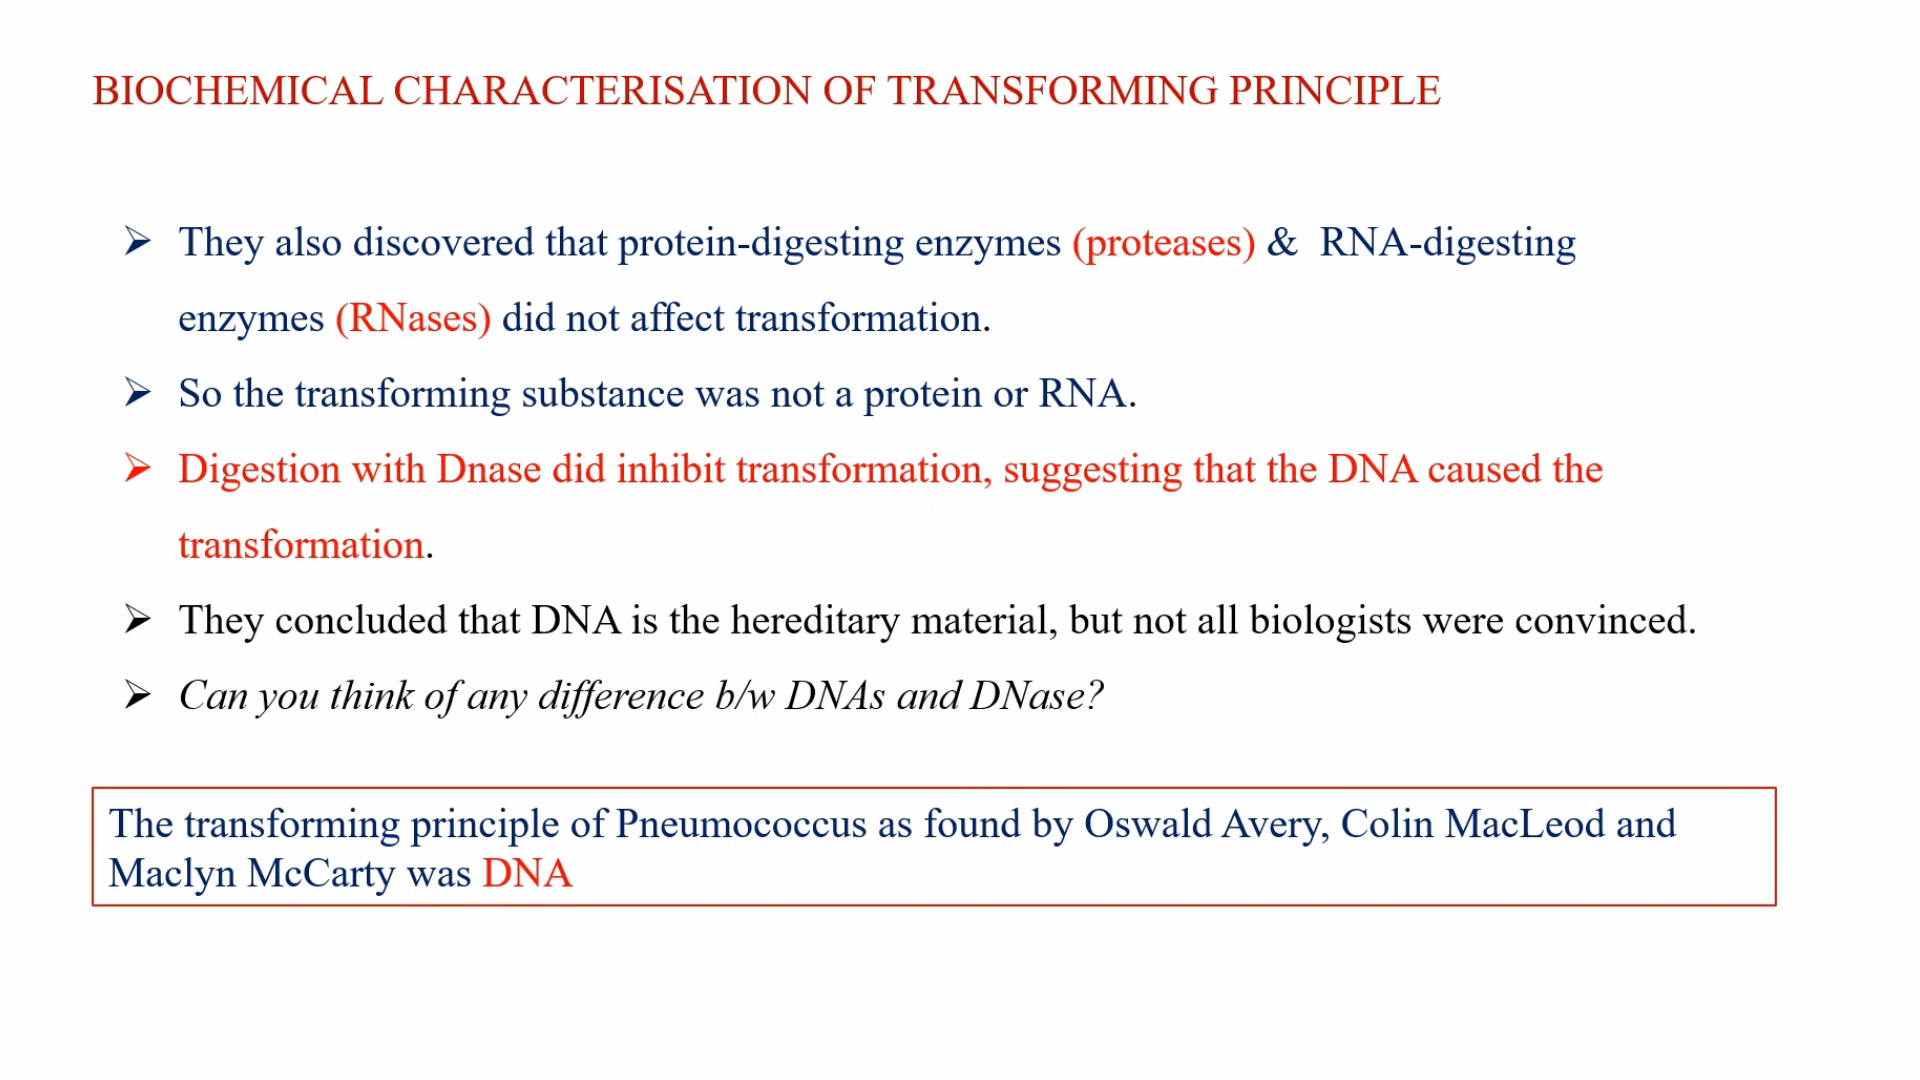 BIOCHEMICAL CHARACTERISATION OF TRANSFORMING PRINCIPLE
➢ They also discovered that protein-digesting enzymes (proteases) & RNA-digesting
enzymes (RNases) did not affect transformation.
➢ So the transforming substance was not a protein or RNA.
➢ Digestion with Dnase did inhibit transformation, suggesting that the DNA caused the
transformation.
➢ They concluded that DNA is the hereditary material, but not all biologists were convinced.
➢ Can you think of any difference b/w DNAs and DNase?
The transforming principle of Pneumococcus as found by Oswald Avery, Colin MacLeod and
Maclyn McCarty was DNA